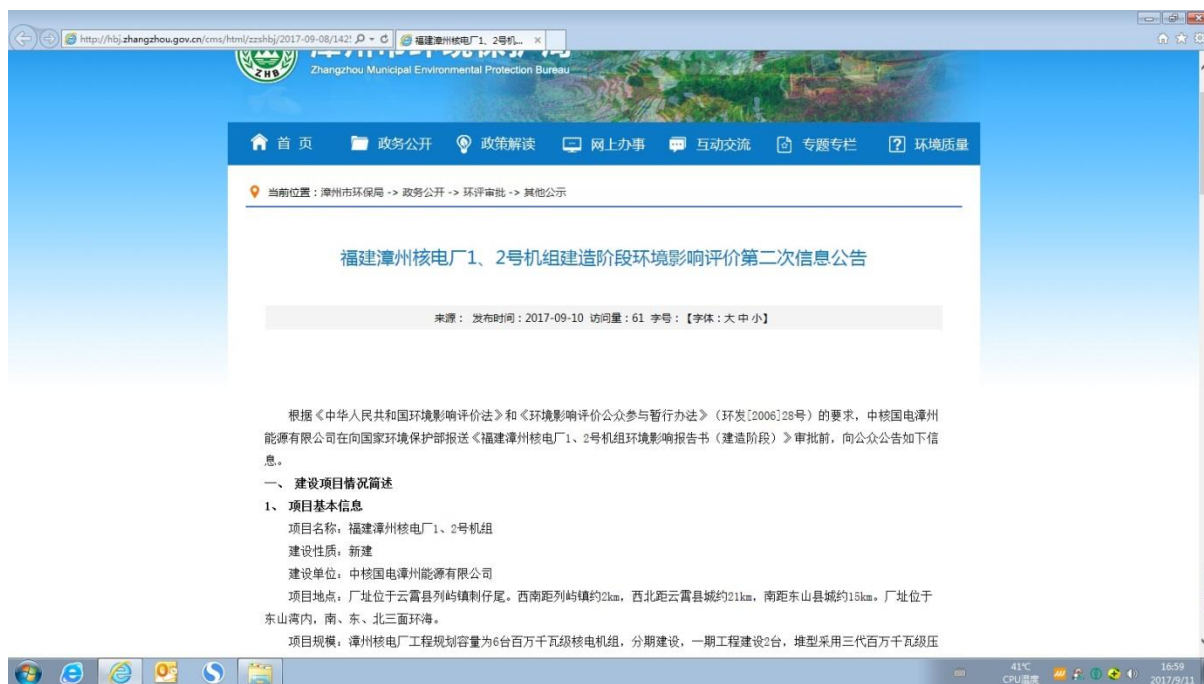 http://hbj.zhangzhou.gov.cn/cms/html/zzshbj/2017-09-08/142!
福建漳州核电厂1、2号机...
ZHB
Zhangzhou Municipal Environmental Protection Bureau
首页 政务公开 政策解读 网上办事 互动交流 专题专栏 环境质量
当前位置：漳州市环保局 -> 政务公开 -> 环评审批 -> 其他公示
福建漳州核电厂1、2号机组建造阶段环境影响评价第二次信息公告
来源： 发布时间：2017-09-10 访问量：61 字号：【字体：大 中 小】
根据《中华人民共和国环境影响评价法》和《环境影响评价公众参与暂行办法》（环发[2006]28号）的要求，中核国电漳州
能源有限公司在向国家环境保护部报送《福建漳州核电厂1、2号机组环境影响报告书（建造阶段）》审批前，向公众公告如下信
息。
一、 建设项目情况简述
1、 项目基本信息
项目名称：福建漳州核电厂1、2号机组
建设性质：新建
建设单位：中核国电漳州能源有限公司
项目地点：厂址位于云霄县列屿镇刺仔尾。西南距列屿镇约2km，西北距云霄县城约21km，南距东山县城约15km。厂址位于
东山湾内，南、东、北三面环海。
项目规模：漳州核电厂工程规划容量为6台百万千瓦级核电机组，分期建设，一期工程建设2台，堆型采用三代百万千瓦级压
41℃
CPU温度
16:59
2017/9/11